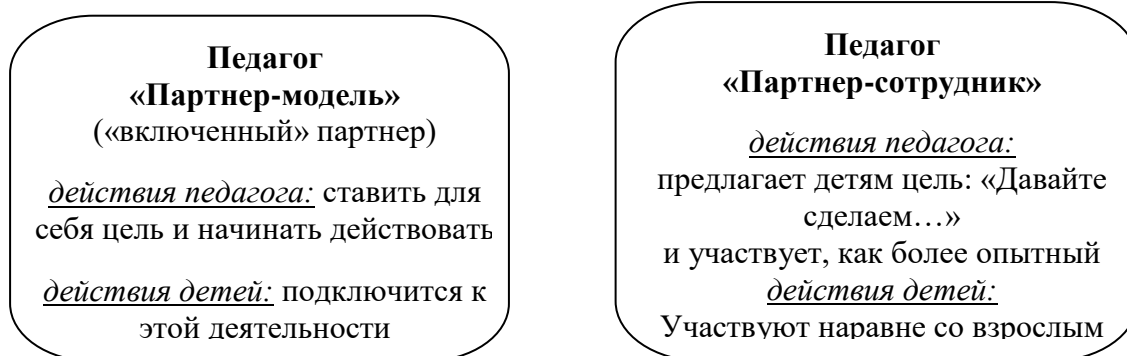 Педагог
«Партнер-модель»
(«включенный» партнер)
действия педагога: ставить для
себя цель и начинать действовать
действия детей: подключится к
этой деятельности
Педагог
«Партнер-сотрудник»
действия педагога:
предлагает детям цель: «Давайте
сделаем…»
и участвует, как более опытный
действия детей:
Участвуют наравне со взрослым